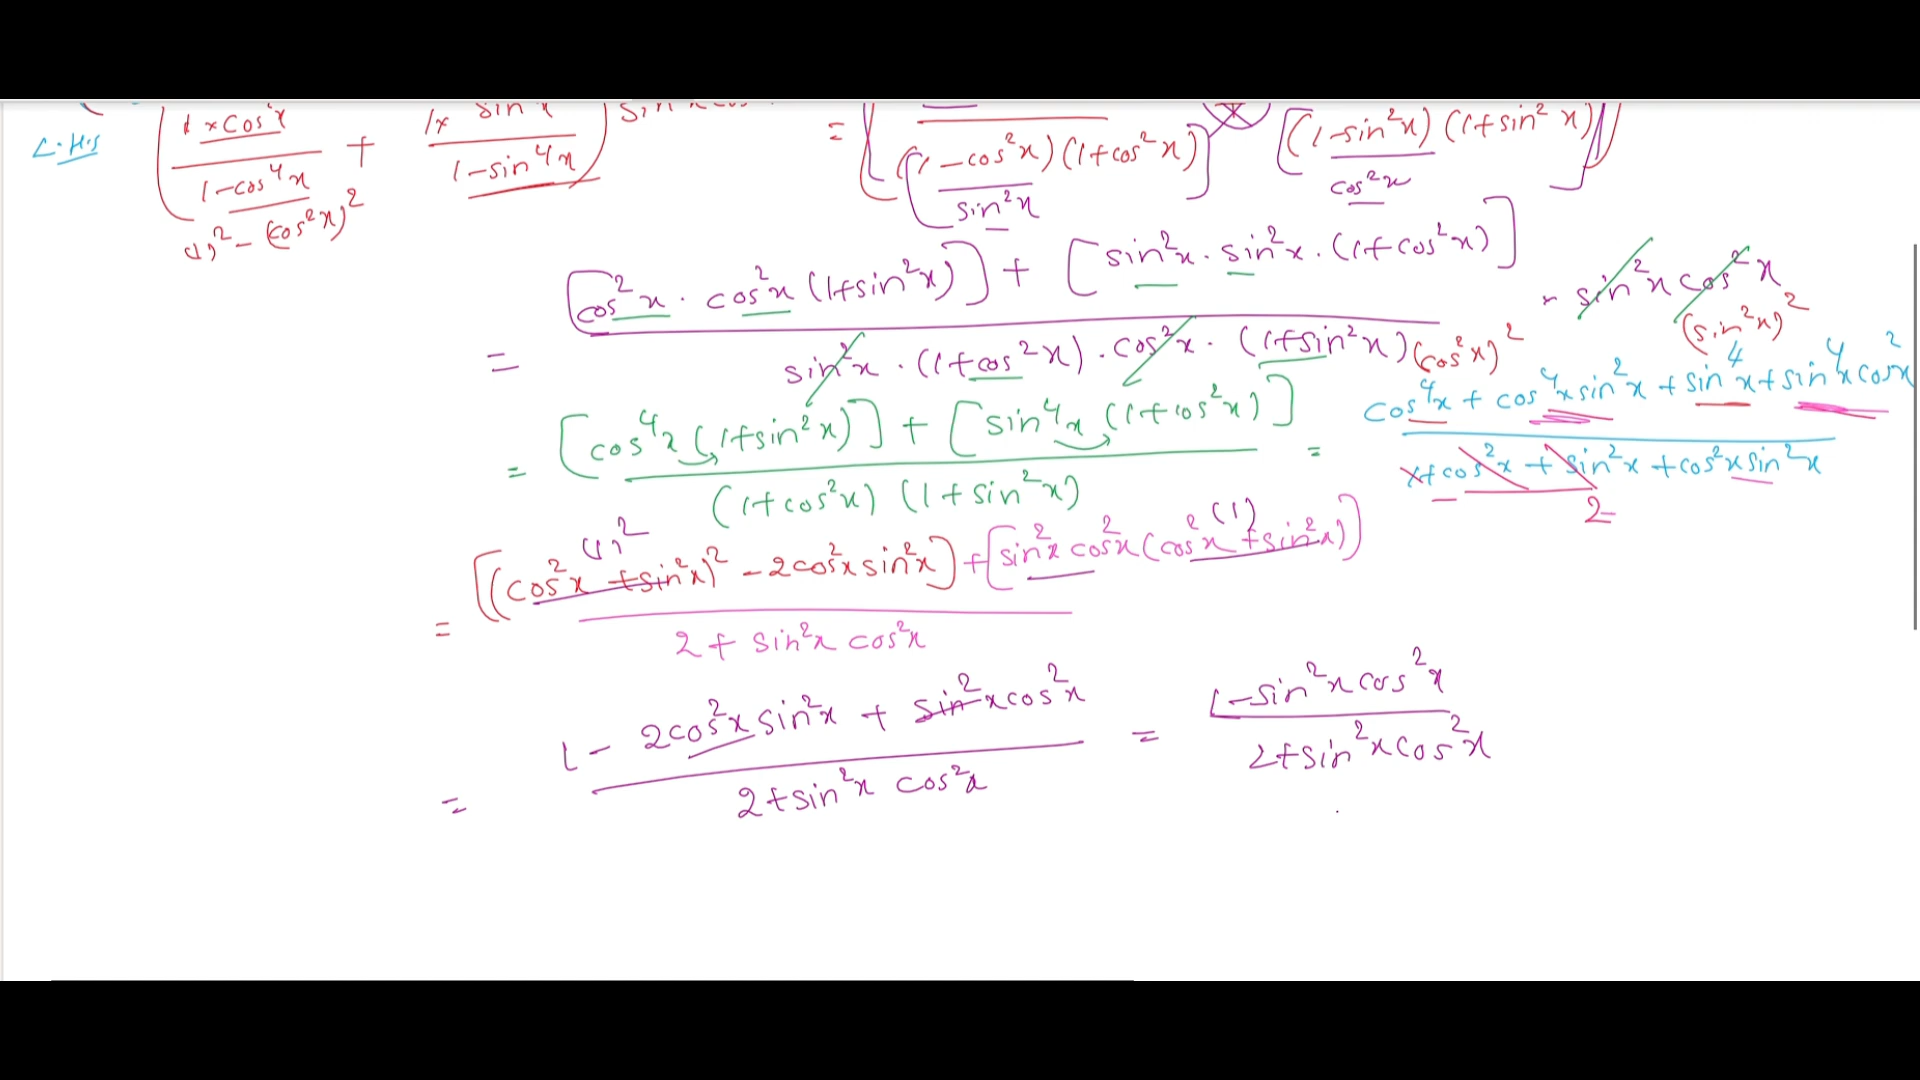 L.H.S ( (1×cos²x)/(1-cos⁴x) + (1× sin x)/(1-sin⁴x) ) = { [(1-cos²x)(1+cos²x)] [(1-sin²x)(1+sin²x)] }
(1)² - (cos²x)² sin²x cos²x
= [cos²x · cos²x (1+sin²x)] + [sin²x · sin²x · (1+cos²x)] / sin²x · (1+cos²x) · cos²x · (1+sin²x) × sin²x cos²x
(cos²x)² (sin²x)²
= [cos⁴x (1+sin²x)] + [sin⁴x (1+cos²x)] / (1+cos²x) (1+sin²x) = cos⁴x + cos⁴x sin²x + sin⁴x + sin⁴x cos²x / 1+cos²x + sin²x + cos²x sin²x
2
(1)² (1)
= [(cos²x + sin²x)² - 2cos²x sin²x] + [sin²x cos²x (cos²x + sin²x)] / 2 + sin²x cos²x
= 1 - 2cos²x sin²x + sin²x cos²x / 2+sin²x cos²x = 1-sin²x cos²x / 2+sin²x cos²x